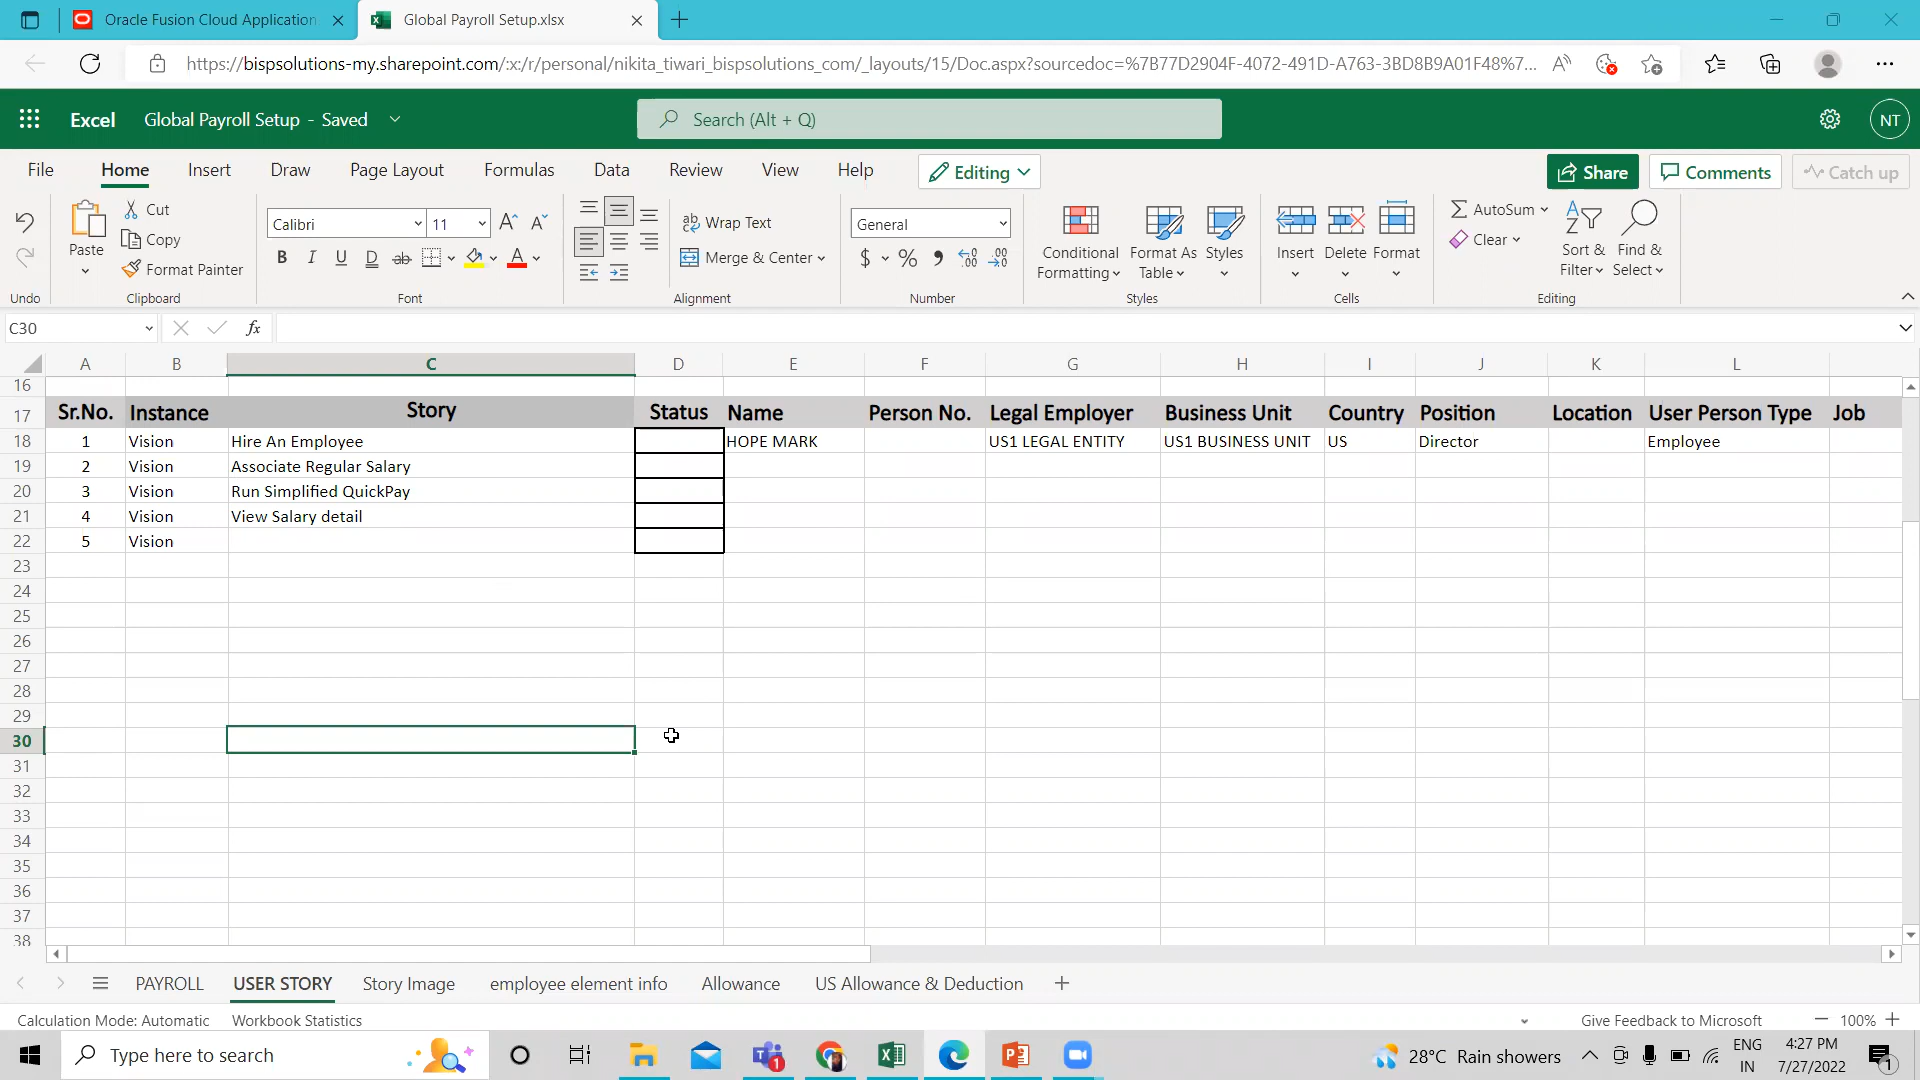 Oracle Fusion Cloud Application
Global Payroll Setup.xlsx
https://bispsolutions-my.sharepoint.com/:x:/r/personal/nikita_tiwari_bispsolutions_com/_layouts/15/Doc.aspx?sourcedoc=%7B77D2904F-4072-491D-A763-3BD8B9A01F48%7...
Excel Global Payroll Setup - Saved Search (Alt + Q) NT
File Home Insert Draw Page Layout Formulas Data Review View Help Editing Share Comments Catch up
Paste Cut Copy Format Painter
Calibri 11
B I U D ab A
Wrap Text
Merge & Center
General
$ % 9 .00 .00
Conditional Formatting
Format As Table
Styles
Insert Delete Format
AutoSum
Clear
Sort & Filter
Find & Select
Undo Clipboard Font Alignment Number Styles Cells Editing
C30 fx
A B C D E F G H I J K L
16
17 Sr.No. Instance Story Status Name Person No. Legal Employer Business Unit Country Position Location User Person Type Job
18 1 Vision Hire An Employee HOPE MARK US1 LEGAL ENTITY US1 BUSINESS UNIT US Director Employee
19 2 Vision Associate Regular Salary
20 3 Vision Run Simplified QuickPay
21 4 Vision View Salary detail
22 5 Vision
23
24
25
26
27
28
29
30
31
32
33
34
35
36
37
38
PAYROLL USER STORY Story Image employee element info Allowance US Allowance & Deduction
Calculation Mode: Automatic Workbook Statistics Give Feedback to Microsoft 100%
Type here to search 28°C Rain showers ENG IN 4:27 PM 7/27/2022 1